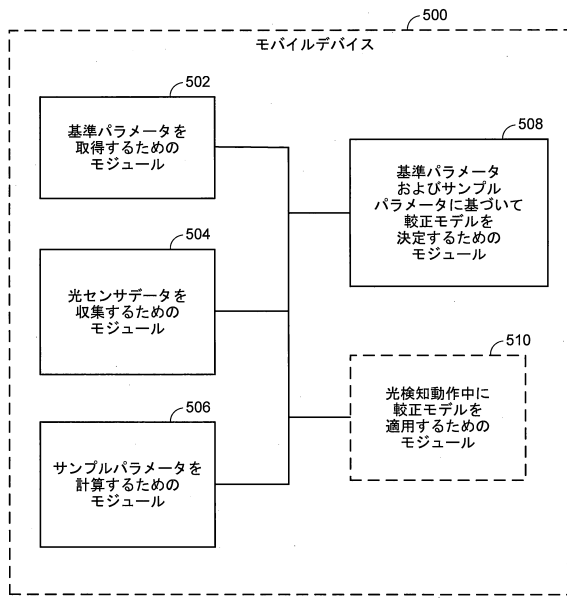 500
モバイルデバイス
502
基準パラメータを
取得するための
モジュール
504
光センサデータを
収集するための
モジュール
506
サンプルパラメータを
計算するための
モジュール
508
基準パラメータ
およびサンプル
パラメータに基づいて
較正モデルを
決定するための
モジュール
510
光検知動作中に
較正モデルを
適用するための
モジュール